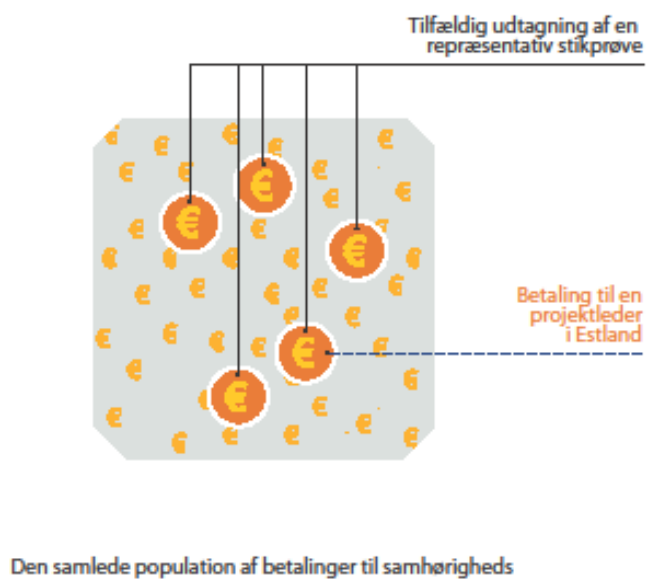 Tilfældig udtagning af en
repræsentativ stikprøve
Betaling til en
projektleder
i Estland
Den samlede population af betalinger til samhørigheds